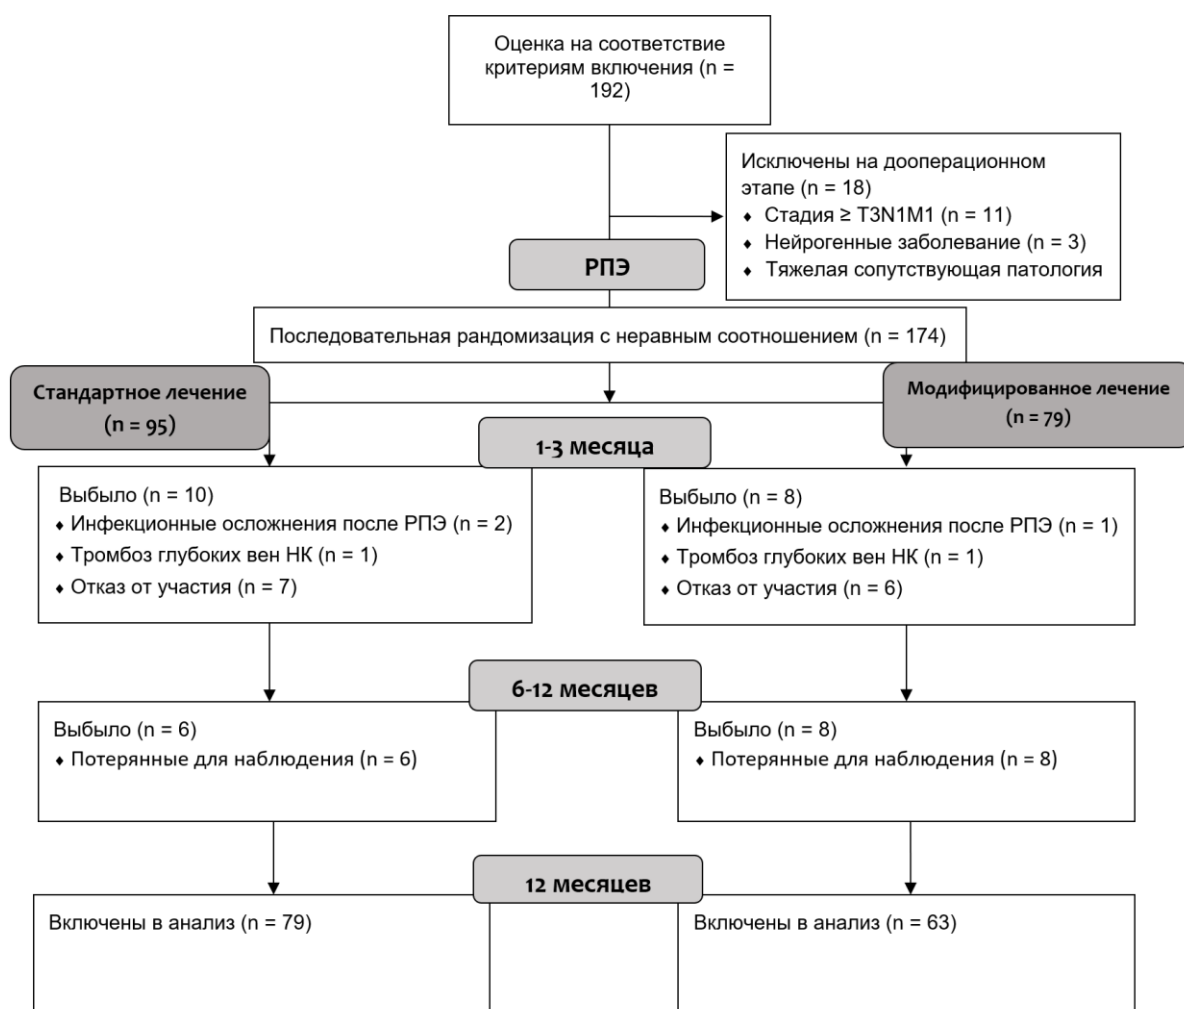 Оценка на соответствие
критериям включения (n =
192)
Исключены на дооперационном
этапе (n = 18)
♦ Стадия ≥ T3N1M1 (n = 11)
♦ Нейрогенные заболевание (n = 3)
♦ Тяжелая сопутствующая патология
РПЭ
Последовательная рандомизация с неравным соотношением (n = 174)
Стандартное лечение
(n = 95)
Модифицированное лечение
(n = 79)
1-3 месяца
Выбыло (n = 10)
♦ Инфекционные осложнения после РПЭ (n = 2)
♦ Тромбоз глубоких вен НК (n = 1)
♦ Отказ от участия (n = 7)
Выбыло (n = 8)
♦ Инфекционные осложнения после РПЭ (n = 1)
♦ Тромбоз глубоких вен НК (n = 1)
♦ Отказ от участия (n = 6)
6-12 месяцев
Выбыло (n = 6)
♦ Потерянные для наблюдения (n = 6)
Выбыло (n = 8)
♦ Потерянные для наблюдения (n = 8)
12 месяцев
Включены в анализ (n = 79)
Включены в анализ (n = 63)